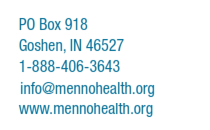 PO Box 918
Goshen, IN 46527
1-888-406-3643
info@mennohealth.org
www.mennohealth.org